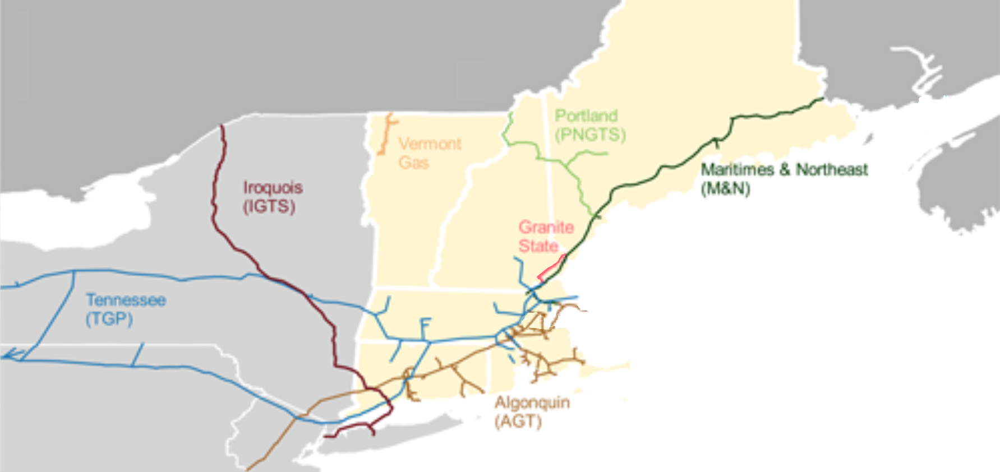 Portland
(PNGTS)
Vermont
Gas
Maritimes & Northeast
(M&N)
Iroquois
(IGTS)
Granite
State
Tennessee
(TGP)
Algonquin
(AGT)